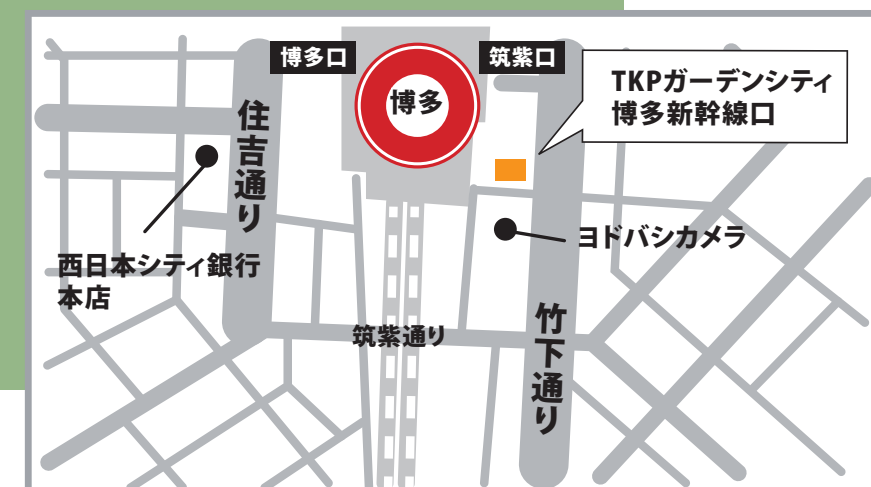 博多口
筑紫口
博多
TKPガーデンシティ
博多新幹線口
住吉通り
ヨドバシカメラ
西日本シティ銀行
本店
筑紫通り
竹下通り